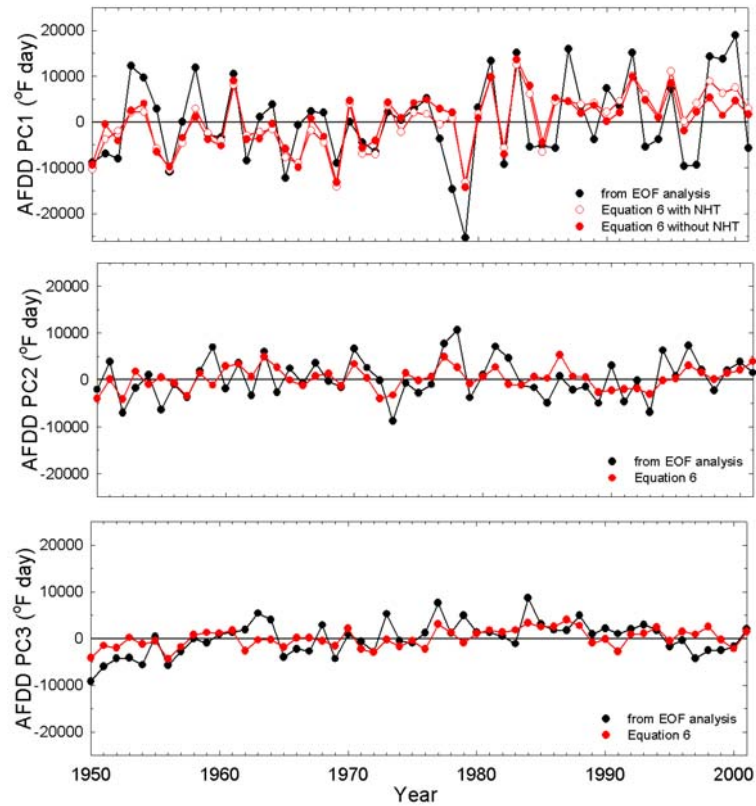 20000
10000
0
-10000
-20000
AFDD PC1 (°F day)
from EOF analysis
Equation 6 with NHT
Equation 6 without NHT
20000
10000
0
-10000
-20000
AFDD PC2 (°F day)
from EOF analysis
Equation 6
20000
10000
0
-10000
-20000
AFDD PC3 (°F day)
from EOF analysis
Equation 6
1950 1960 1970 1980 1990 2000
Year